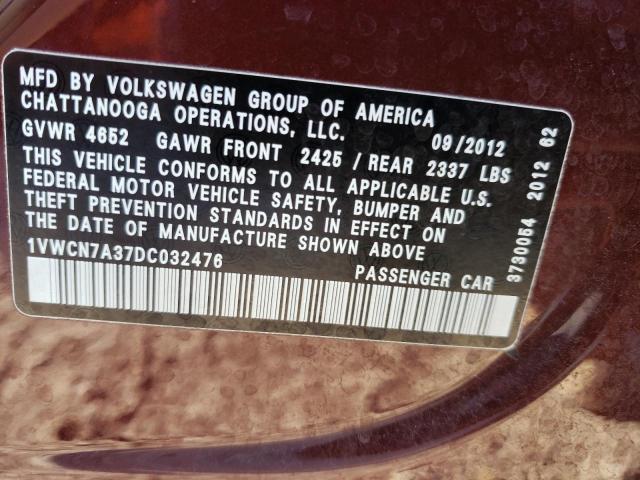 MFD BY VOLKSWAGEN GROUP OF AMERICA
CHATTANOOGA OPERATIONS, LLC. 09/2012
GVWR 4652 GAWR FRONT 2425 / REAR 2337 LBS
THIS VEHICLE CONFORMS TO ALL APPLICABLE U.S.
FEDERAL MOTOR VEHICLE SAFETY, BUMPER AND
THEFT PREVENTION STANDARDS IN EFFECT ON
THE DATE OF MANUFACTURE SHOWN ABOVE
1VWCN7A37DC032476 PASSENGER CAR
3730054 2012 62